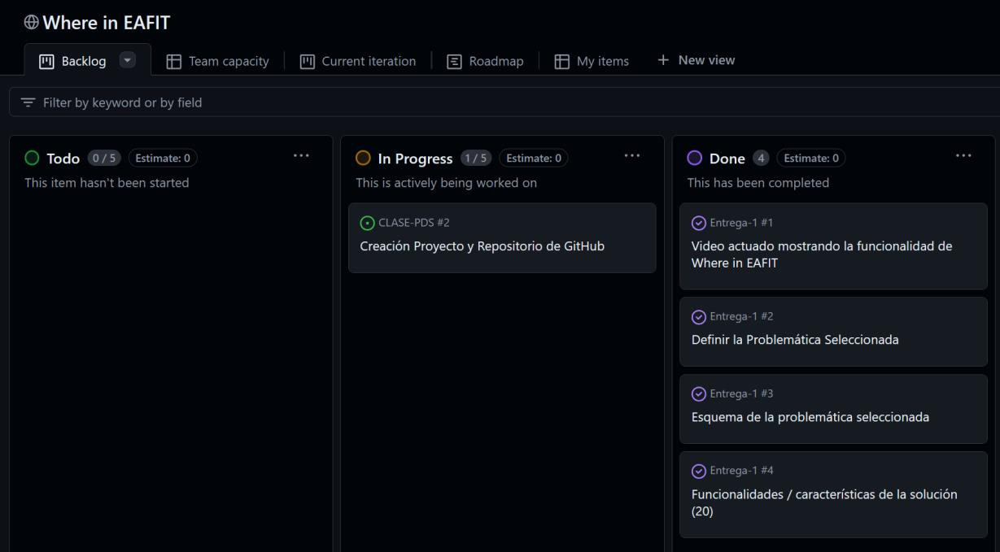 Where in EAFIT
Backlog
Team capacity
Current iteration
Roadmap
My items
New view
Filter by keyword or by field
Todo 0 / 5 Estimate: 0
This item hasn't been started
In Progress 1 / 5 Estimate: 0
This is actively being worked on
CLASE-PDS #2
Creación Proyecto y Repositorio de GitHub
Done 4 Estimate: 0
This has been completed
Entrega-1 #1
Video actuado mostrando la funcionalidad de
Where in EAFIT
Entrega-1 #2
Definir la Problemática Seleccionada
Entrega-1 #3
Esquema de la problemática seleccionada
Entrega-1 #4
Funcionalidades / características de la solución
(20)